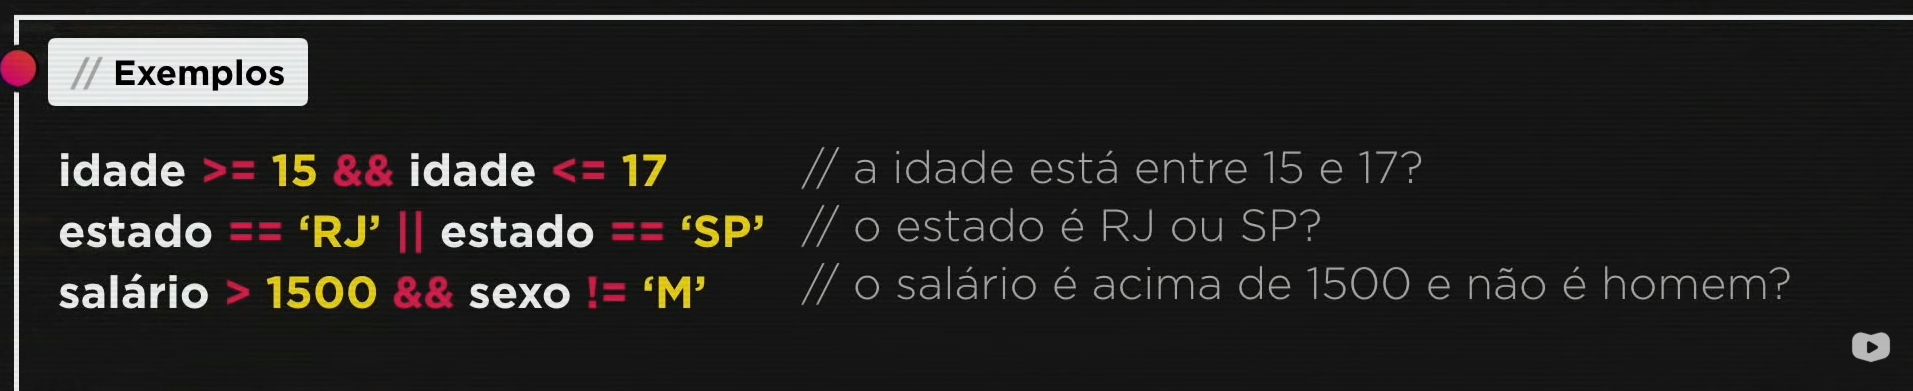 // Exemplos
idade >= 15 && idade <= 17 // a idade está entre 15 e 17?
estado == ‘RJ’ || estado == ‘SP’ // o estado é RJ ou SP?
salário > 1500 && sexo != ‘M’ // o salário é acima de 1500 e não é homem?